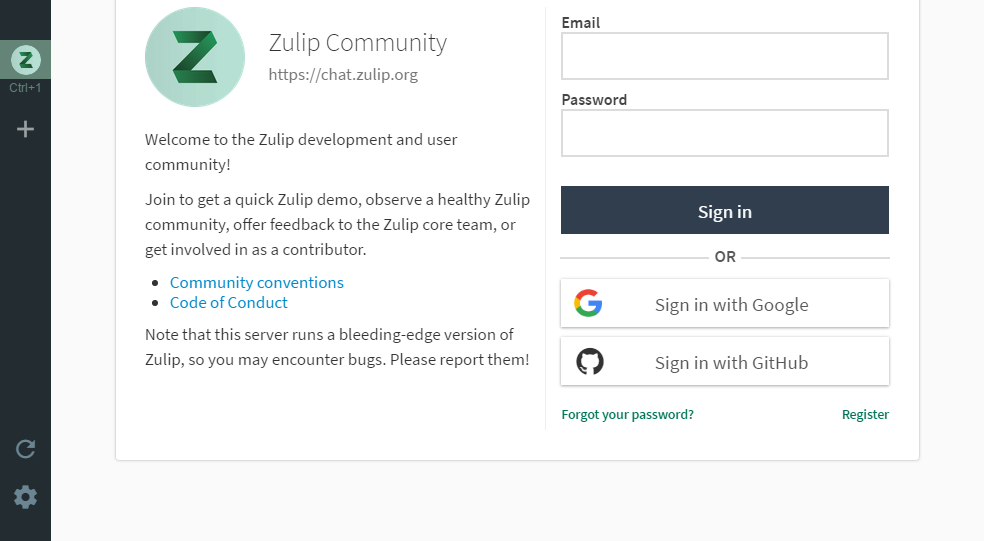 Ctrl+1
Zulip Community
https://chat.zulip.org
Welcome to the Zulip development and user
community!
Join to get a quick Zulip demo, observe a healthy Zulip
community, offer feedback to the Zulip core team, or
get involved in as a contributor.
Community conventions
Code of Conduct
Note that this server runs a bleeding-edge version of
Zulip, so you may encounter bugs. Please report them!
Email
Password
Sign in
OR
Sign in with Google
Sign in with GitHub
Forgot your password?
Register